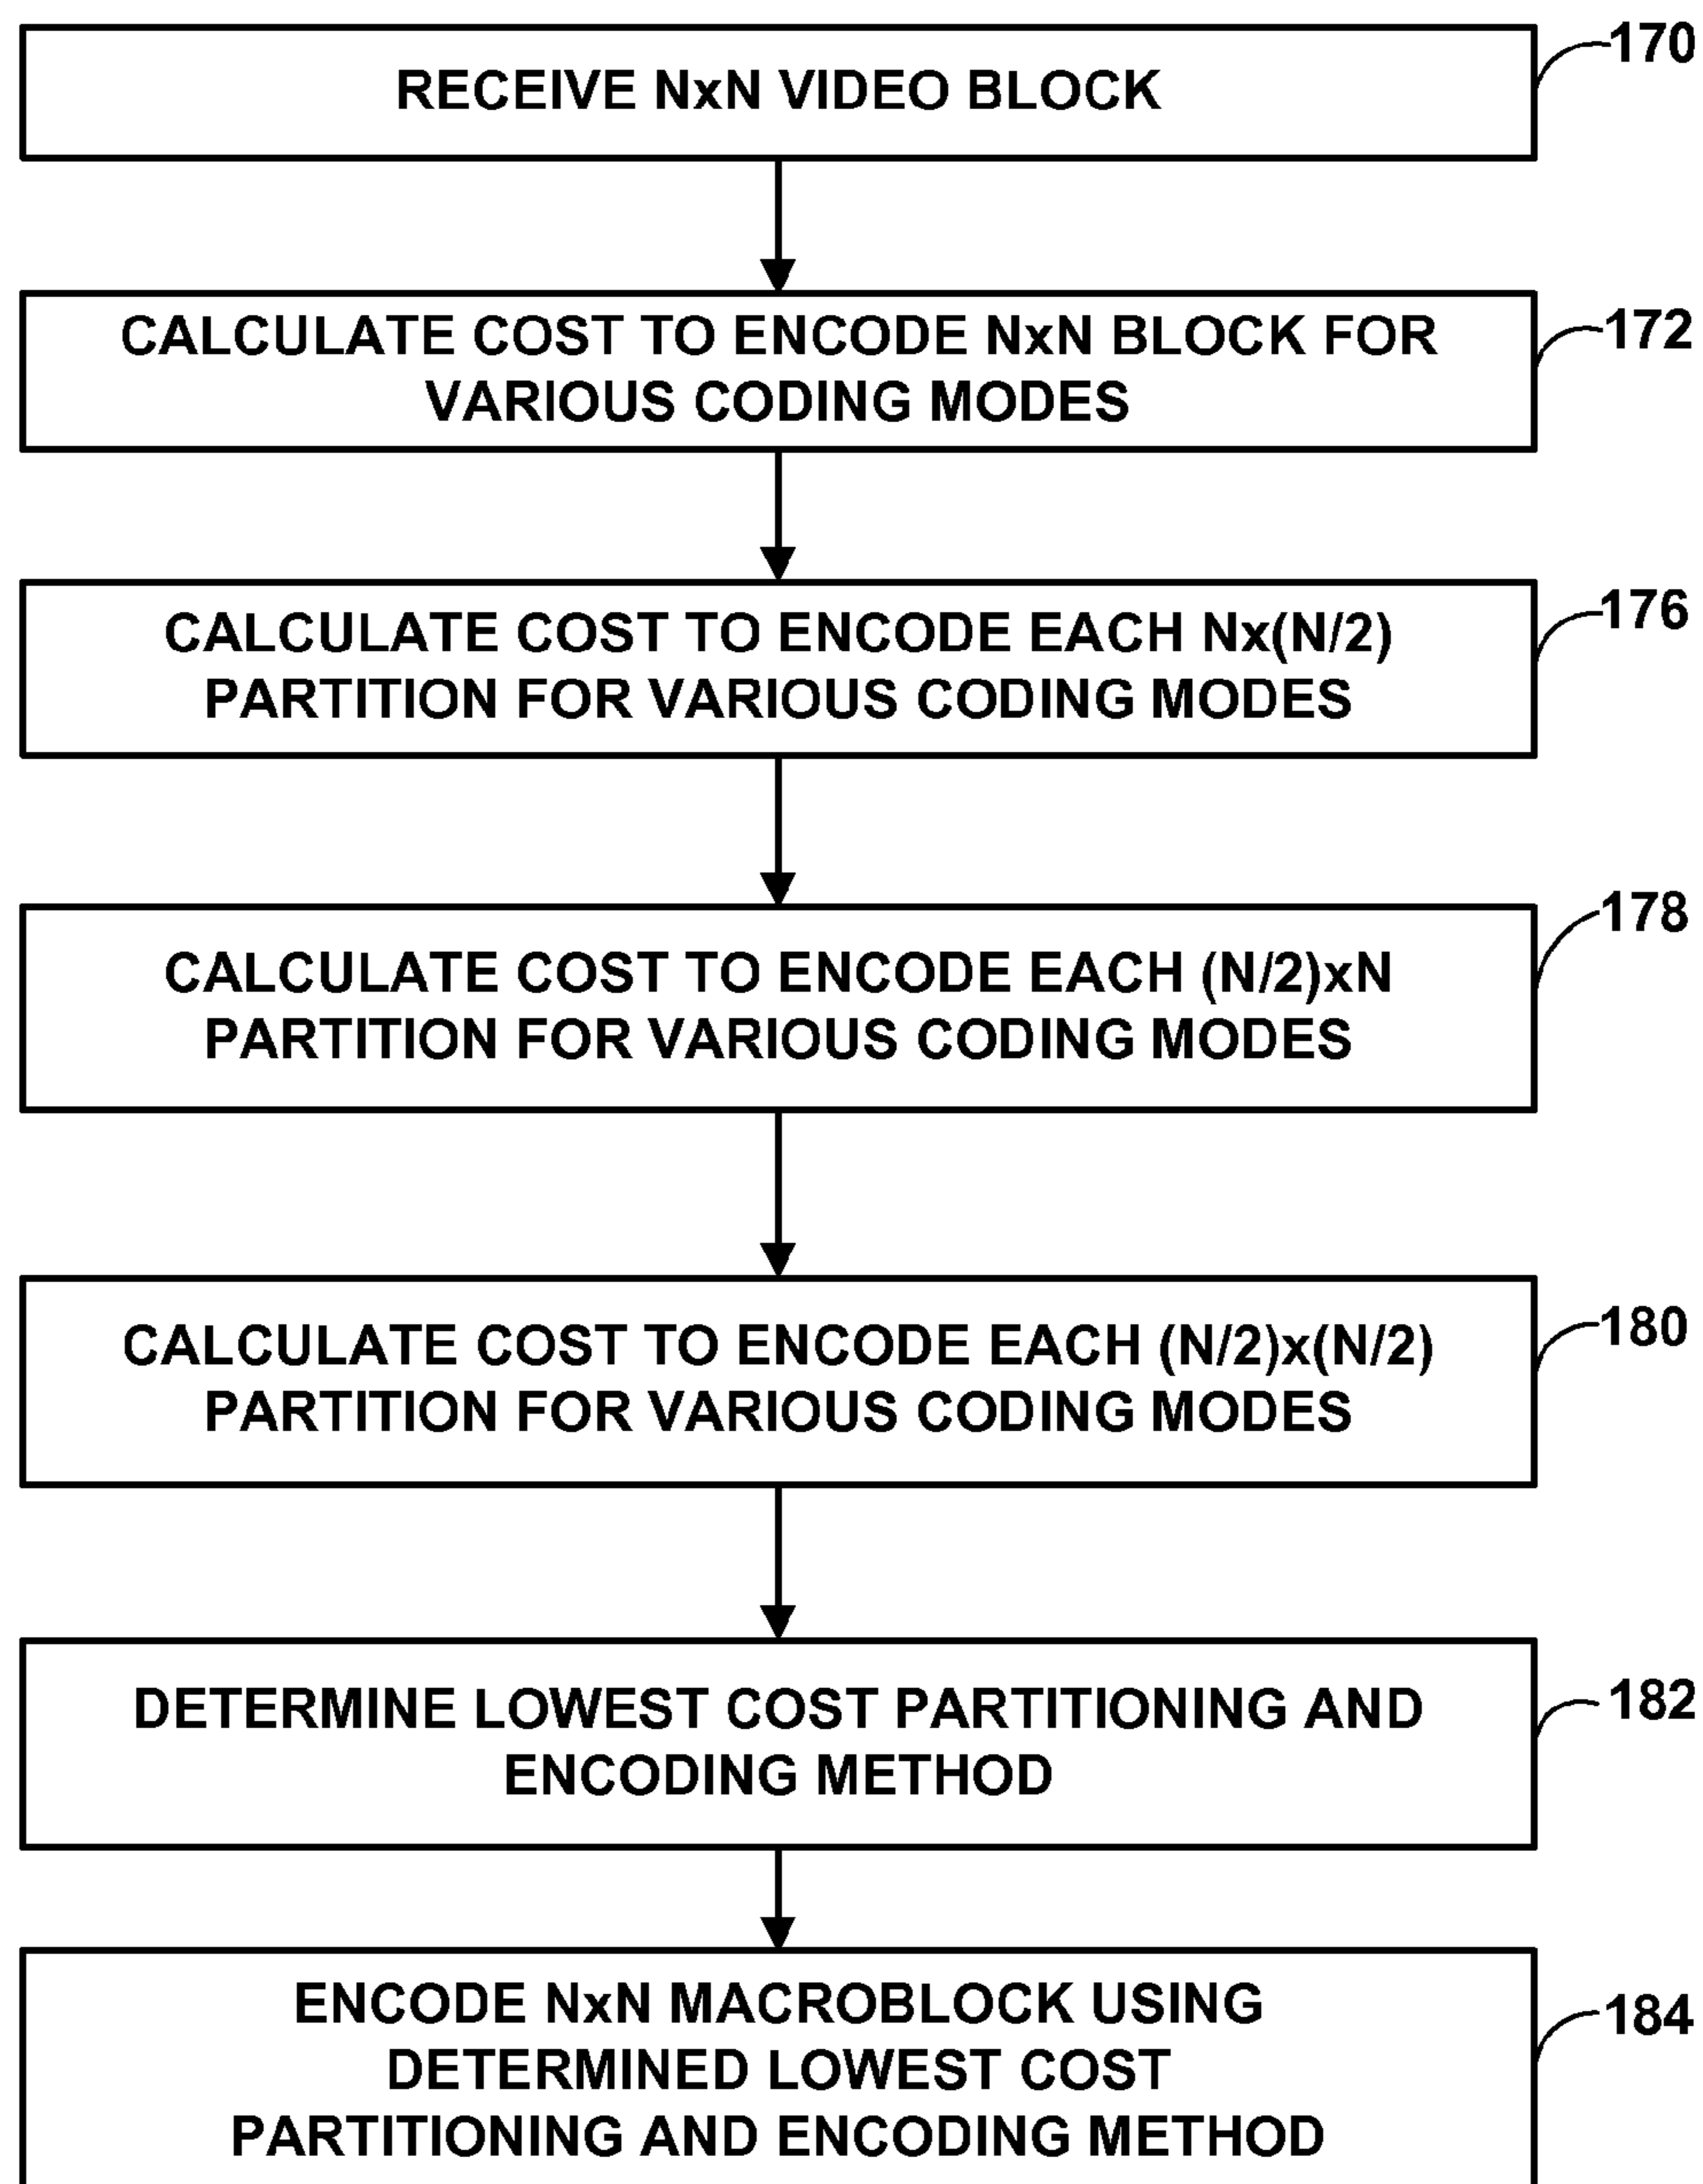 RECEIVE NxN VIDEO BLOCK
170
CALCULATE COST TO ENCODE NxN BLOCK FOR
VARIOUS CODING MODES
172
CALCULATE COST TO ENCODE EACH Nx(N/2)
PARTITION FOR VARIOUS CODING MODES
176
CALCULATE COST TO ENCODE EACH (N/2)xN
PARTITION FOR VARIOUS CODING MODES
178
CALCULATE COST TO ENCODE EACH (N/2)x(N/2)
PARTITION FOR VARIOUS CODING MODES
180
DETERMINE LOWEST COST PARTITIONING AND
ENCODING METHOD
182
ENCODE NxN MACROBLOCK USING
DETERMINED LOWEST COST
PARTITIONING AND ENCODING METHOD
184